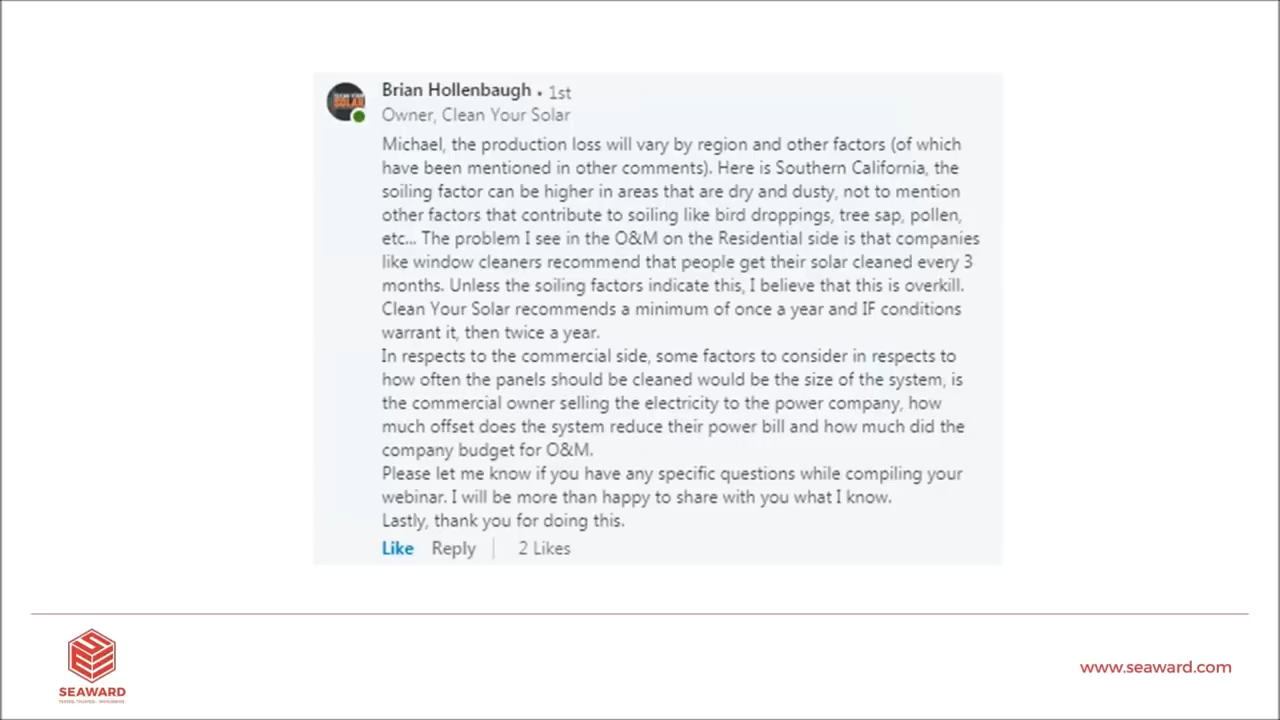 Brian Hollenbaugh • 1st
Owner, Clean Your Solar
Michael, the production loss will vary by region and other factors (of which
have been mentioned in other comments). Here is Southern California, the
soiling factor can be higher in areas that are dry and dusty, not to mention
other factors that contribute to soiling like bird droppings, tree sap, pollen,
etc... The problem I see in the O&M on the Residential side is that companies
like window cleaners recommend that people get their solar cleaned every 3
months. Unless the soiling factors indicate this, I believe that this is overkill.
Clean Your Solar recommends a minimum of once a year and IF conditions
warrant it, then twice a year.
In respects to the commercial side, some factors to consider in respects to
how often the panels should be cleaned would be the size of the system, is
the commercial owner selling the electricity to the power company, how
much offset does the system reduce their power bill and how much did the
company budget for O&M.
Please let me know if you have any specific questions while compiling your
webinar. I will be more than happy to share with you what I know.
Lastly, thank you for doing this.
Like Reply 2 Likes
SEAWARD
www.seaward.com